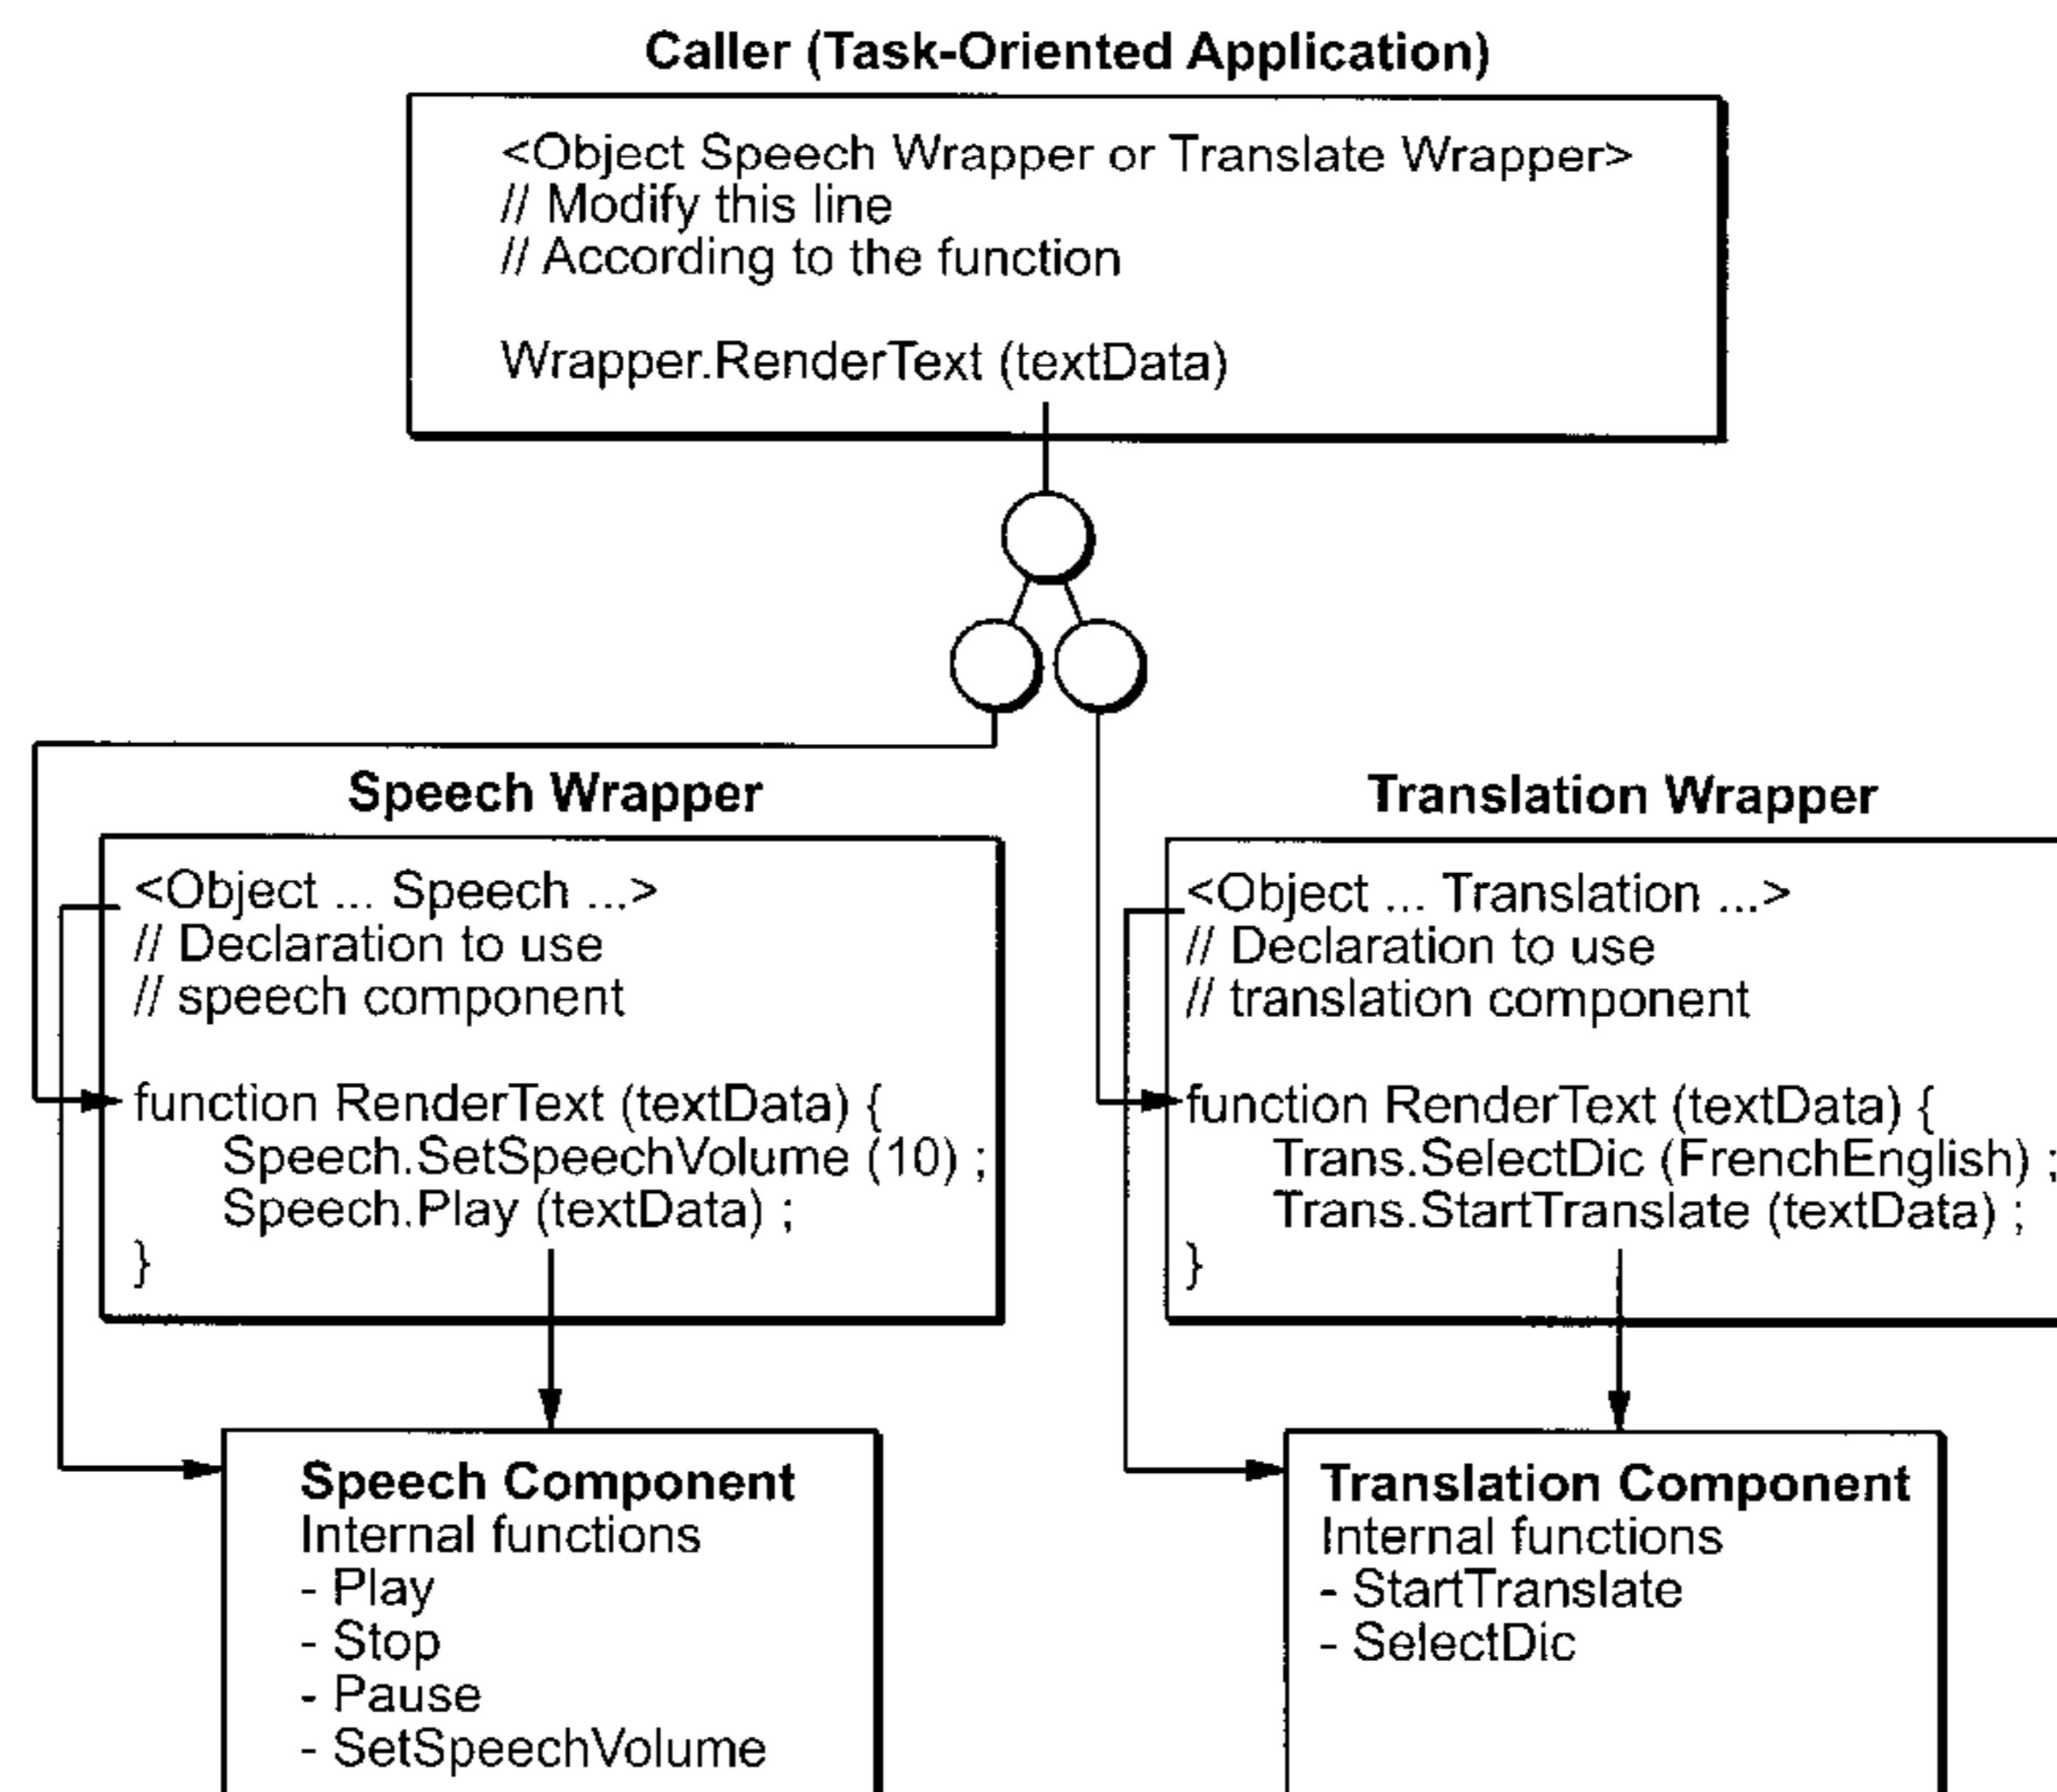 Caller (Task-Oriented Application)
<Object Speech Wrapper or Translate Wrapper>
// Modify this line
// According to the function
Wrapper.RenderText (textData)
Speech Wrapper
<Object ... Speech ...>
// Declaration to use
// speech component
function RenderText (textData) {
Speech.SetSpeechVolume (10) ;
Speech.Play (textData) ;
}
Translation Wrapper
<Object ... Translation ...>
// Declaration to use
// translation component
function RenderText (textData) {
Trans.SelectDic (FrenchEnglish) ;
Trans.StartTranslate (textData) ;
}
Speech Component
Internal functions
- Play
- Stop
- Pause
- SetSpeechVolume
Translation Component
Internal functions
- StartTranslate
- SelectDic